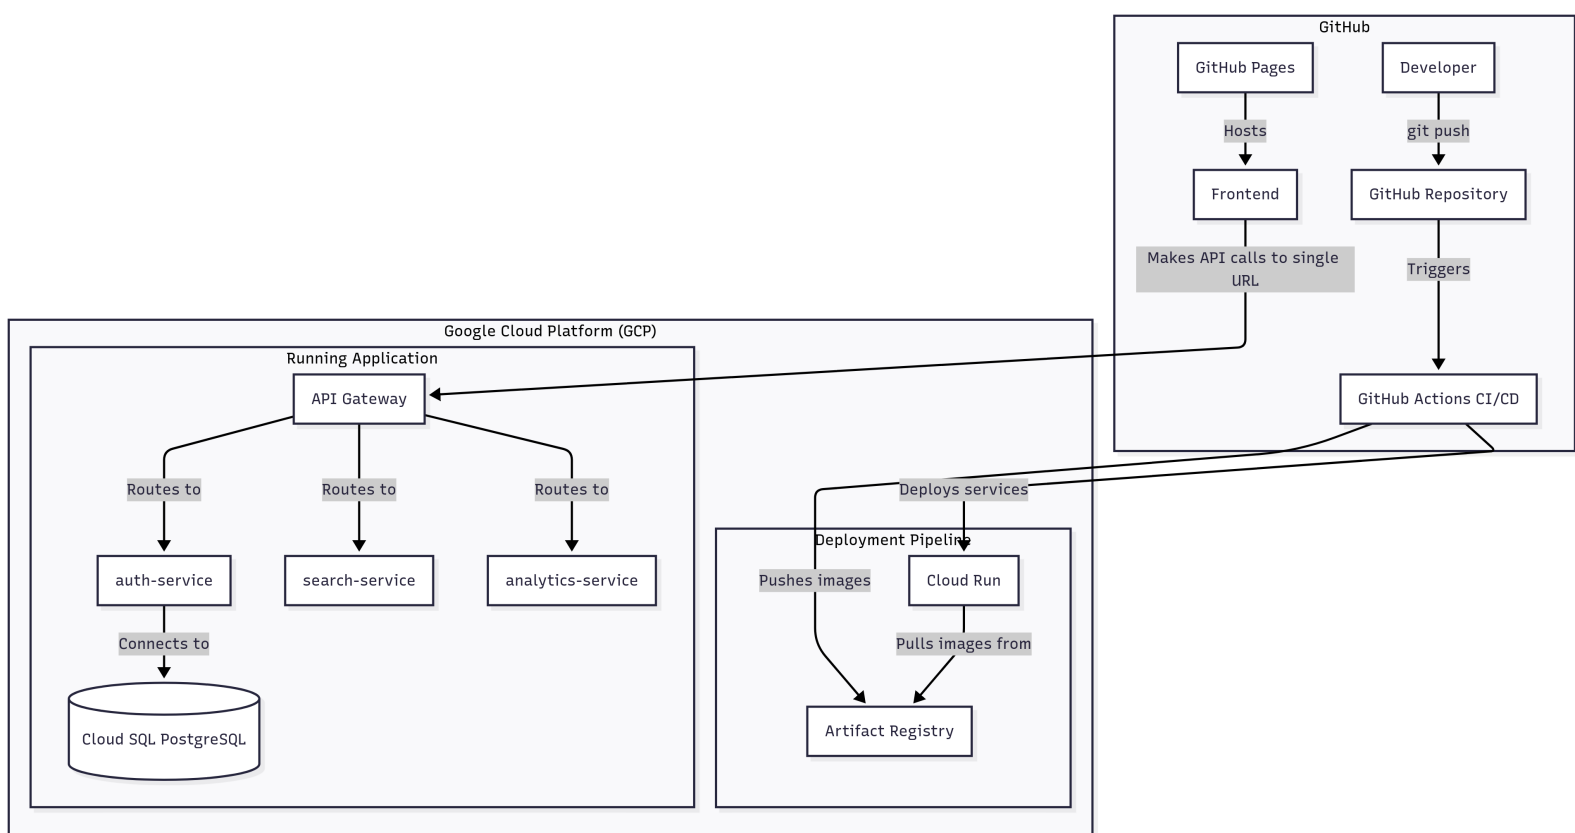 GitHub
GitHub Pages
Developer
Hosts
git push
Frontend
GitHub Repository
Makes API calls to single
URL
Triggers
Google Cloud Platform (GCP)
Running Application
API Gateway
GitHub Actions CI/CD
Routes to
Routes to
Routes to
Deploys services
Deployment Pipeline
auth-service
search-service
analytics-service
Pushes images
Cloud Run
Connects to
Pulls images from
Cloud SQL PostgreSQL
Artifact Registry